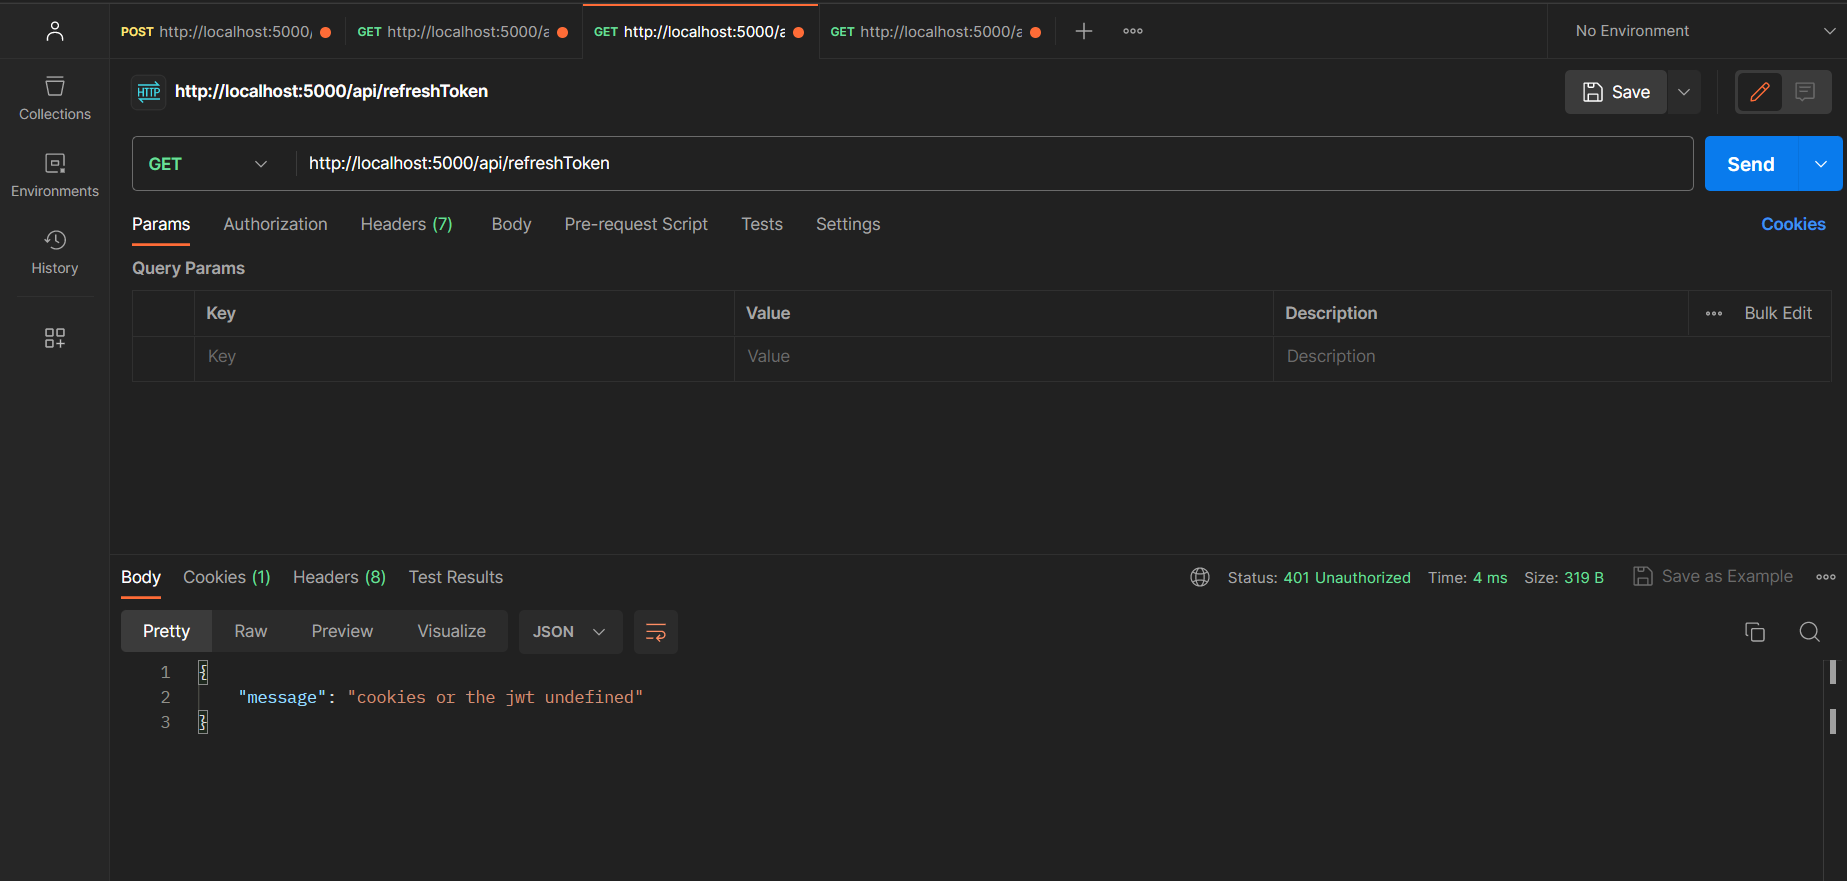 POST http://localhost:5000/
GET http://localhost:5000/a
GET http://localhost:5000/a
GET http://localhost:5000/a
No Environment
Collections
Environments
History
HTTP
http://localhost:5000/api/refreshToken
Save
GET
http://localhost:5000/api/refreshToken
Send
Params
Authorization
Headers (7)
Body
Pre-request Script
Tests
Settings
Cookies
Query Params
Key
Value
Description
Bulk Edit
Key
Value
Description
Body
Cookies (1)
Headers (8)
Test Results
Status: 401 Unauthorized
Time: 4 ms
Size: 319 B
Save as Example
Pretty
Raw
Preview
Visualize
JSON
1 {
2 "message": "cookies or the jwt undefined"
3 }